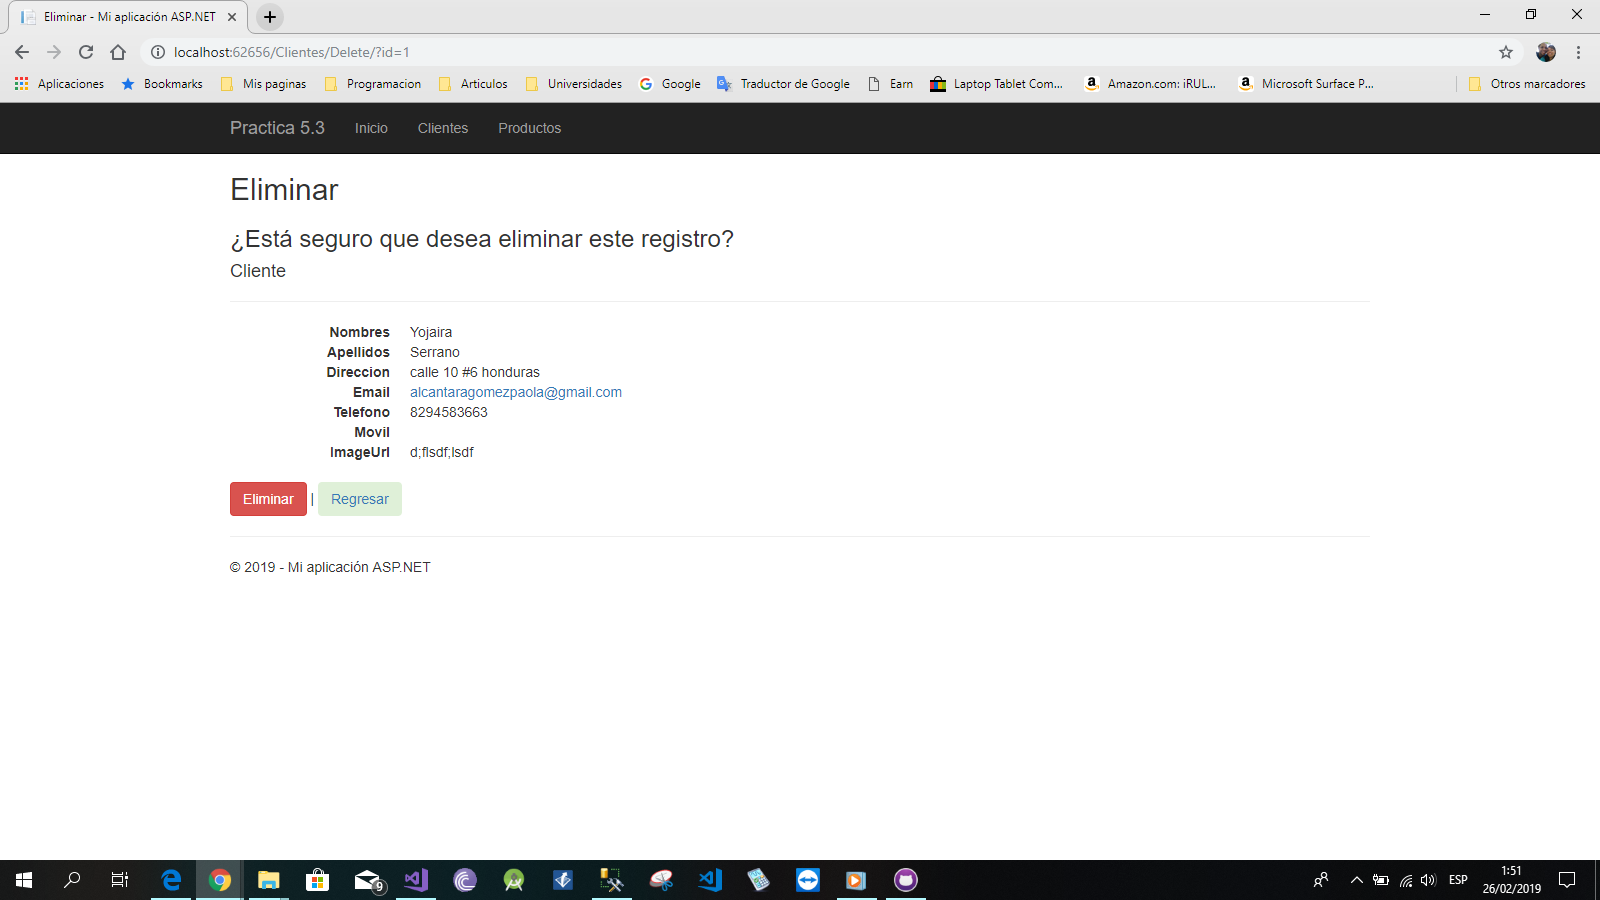 Eliminar - Mi aplicación ASP.NET
localhost:62656/Clientes/Delete/?id=1
Aplicaciones Bookmarks Mis paginas Programacion Articulos Universidades Google Traductor de Google Earn Laptop Tablet Com... Amazon.com: iRUL... Microsoft Surface P... Otros marcadores
Practica 5.3 Inicio Clientes Productos
Eliminar
¿Está seguro que desea eliminar este registro?
Cliente
Nombres Yojaira
Apellidos Serrano
Direccion calle 10 #6 honduras
Email alcantaragomezpaola@gmail.com
Telefono 8294583663
Movil
ImageUrl d;flsdf;lsdf
Eliminar | Regresar
© 2019 - Mi aplicación ASP.NET
9
ESP
1:51
26/02/2019